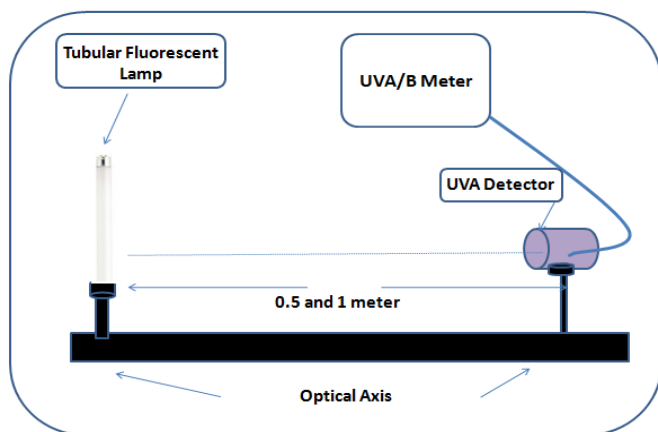 Tubular Fluorescent
Lamp
UVA/B Meter
UVA Detector
0.5 and 1 meter
Optical Axis